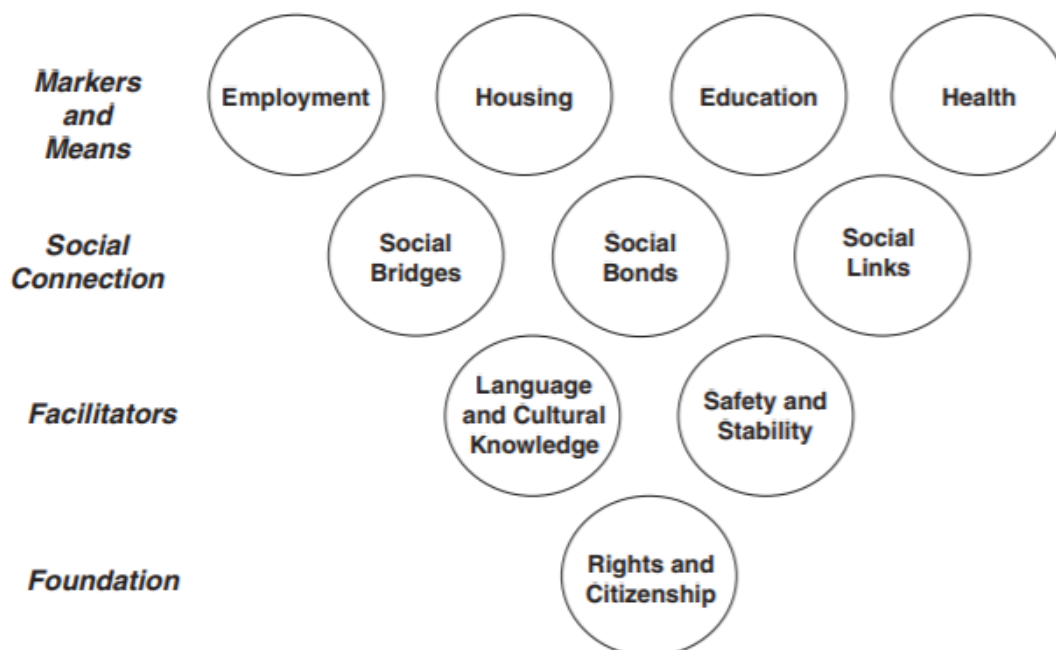 Markers
and
Means
Employment
Housing
Education
Health
Social
Connection
Social
Bridges
Social
Bonds
Social
Links
Facilitators
Language
and Cultural
Knowledge
Safety and
Stability
Foundation
Rights and
Citizenship